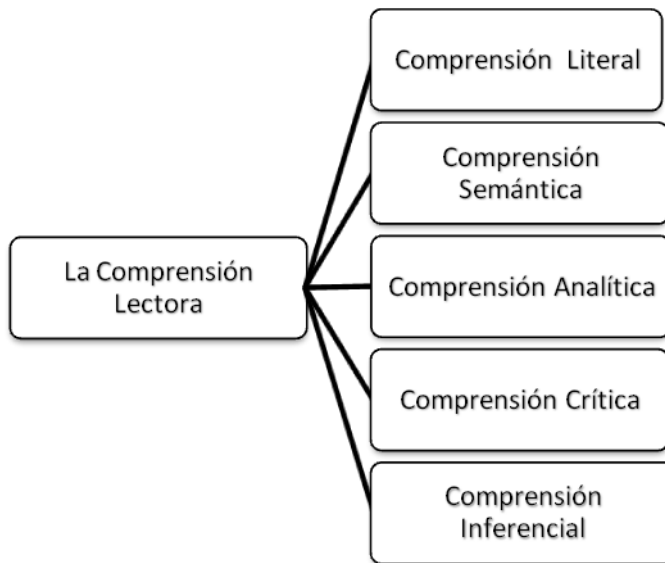 Comprensión Literal
Comprensión
Semántica
La Comprensión
Lectora
Comprensión Analítica
Comprensión Crítica
Comprensión
Inferencial